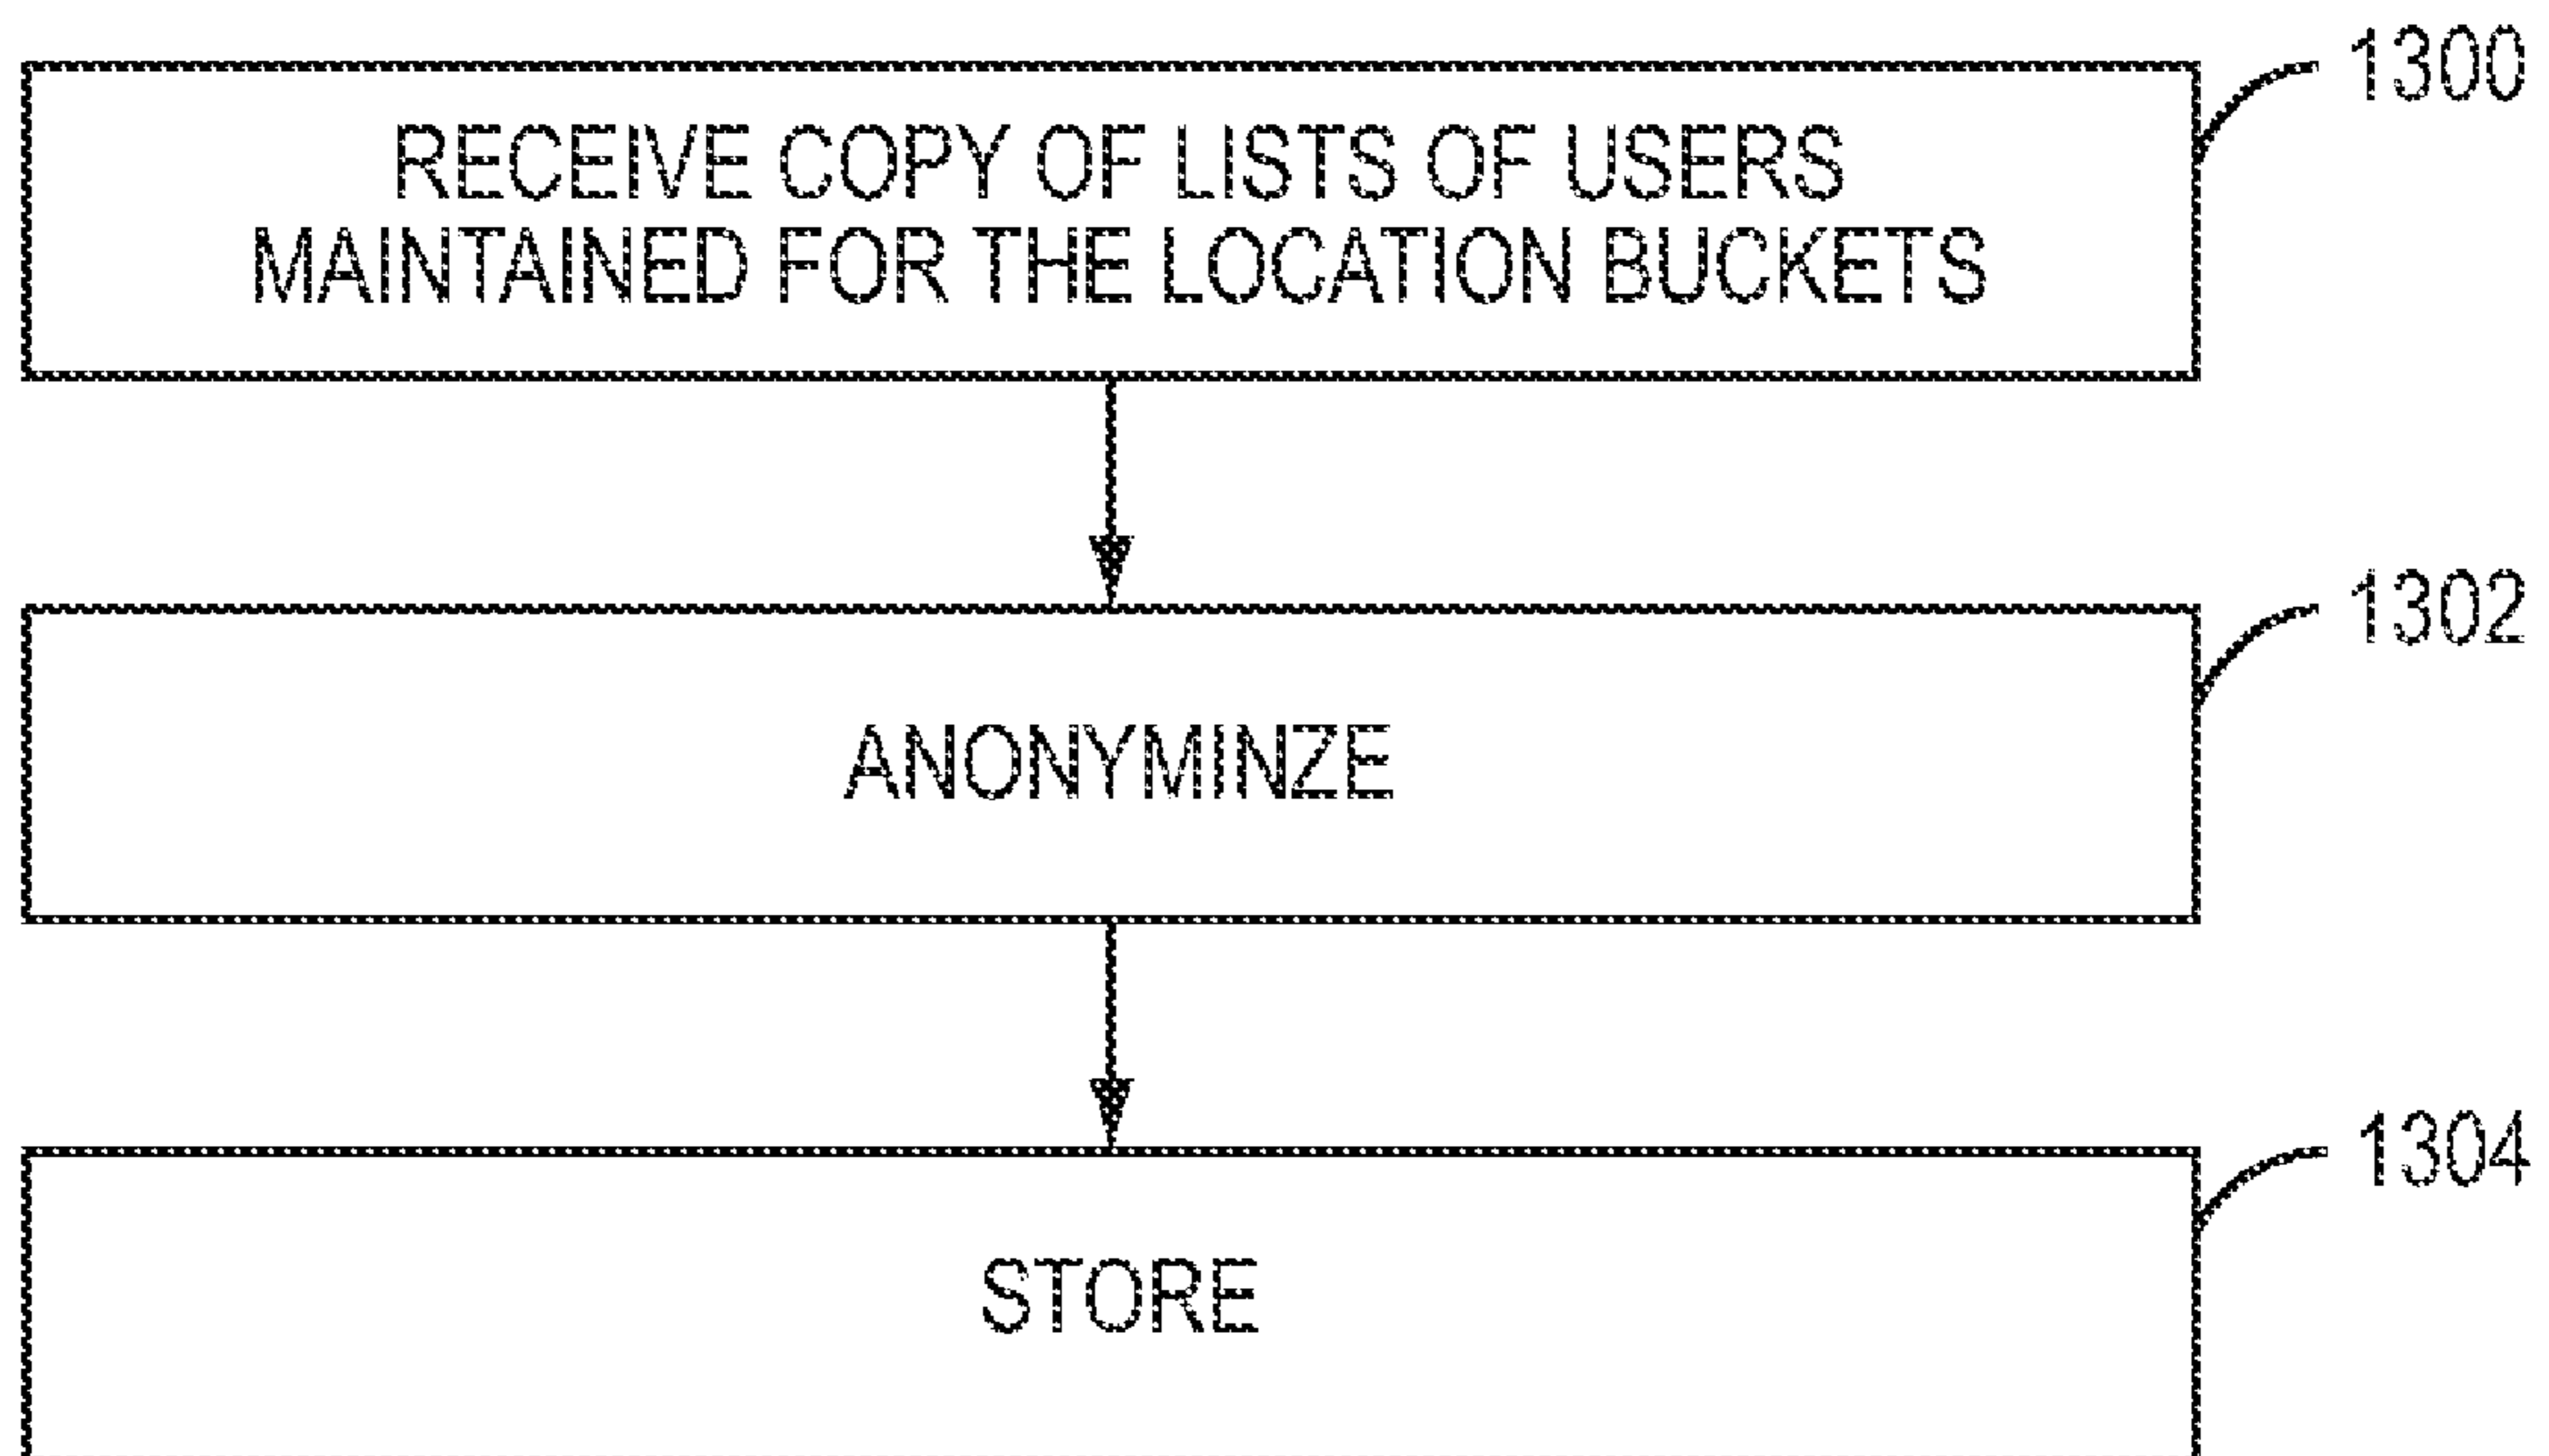 1300
RECEIVE COPY OF LISTS OF USERS
MAINTAINED FOR THE LOCATION BUCKETS
1302
ANONYMINZE
1304
STORE